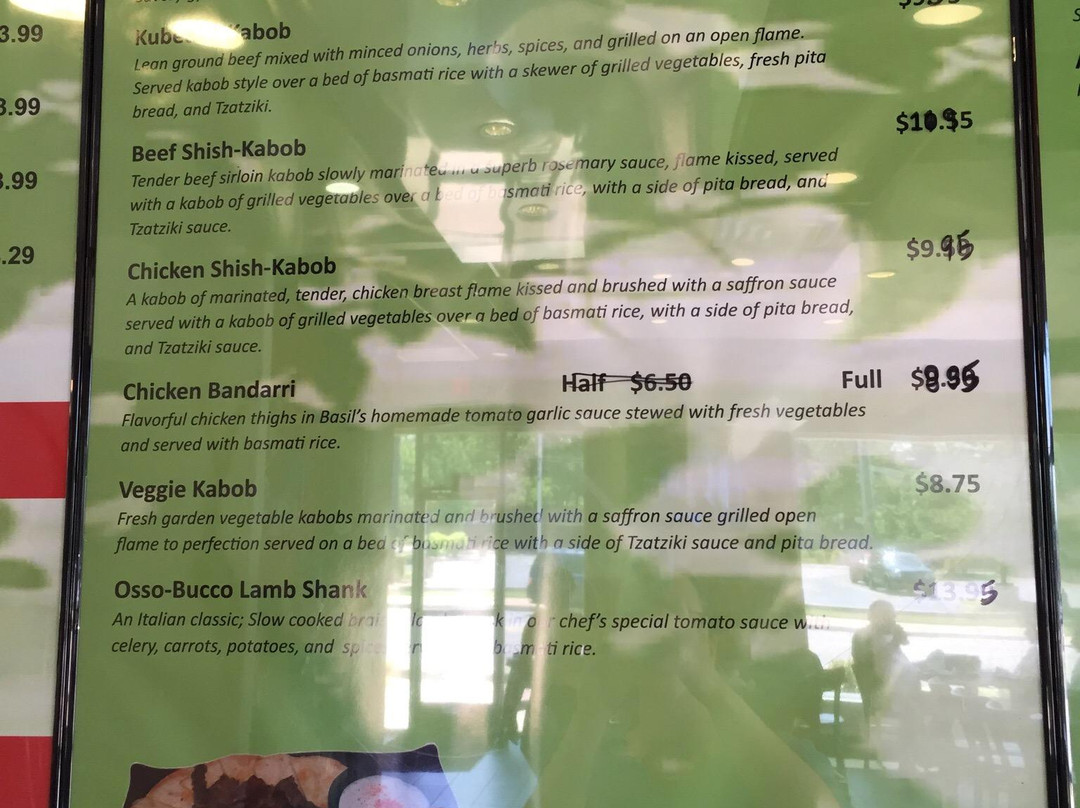 3.99
3.99
3.99
.29
Kabob
Lean ground beef mixed with minced onions, herbs, spices, and grilled on an open flame.
Served kabob style over a bed of basmati rice with a skewer of grilled vegetables, fresh pita
bread, and Tzatziki.
Beef Shish-Kabob
Tender beef sirloin kabob slowly marinated in a superb rosemary sauce, flame kissed, served
with a kabob of grilled vegetables over a bed of basmati rice, with a side of pita bread, and
Tzatziki sauce.
Chicken Shish-Kabob
A kabob of marinated, tender, chicken breast flame kissed and brushed with a saffron sauce
served with a kabob of grilled vegetables over a bed of basmati rice, with a side of pita bread,
and Tzatziki sauce.
Chicken Bandarri Half $6.50 Full
Flavorful chicken thighs in Basil's homemade tomato garlic sauce stewed with fresh vegetables
and served with basmati rice.
Veggie Kabob $8.75
Fresh garden vegetable kabobs marinated and brushed with a saffron sauce grilled open
flame to perfection served on a bed of basmati rice with a side of Tzatziki sauce and pita bread.
Osso-Bucco Lamb Shank $13.95
An Italian classic; Slow cooked chef's special tomato sauce with
celery, carrots, potatoes, and basmati rice.